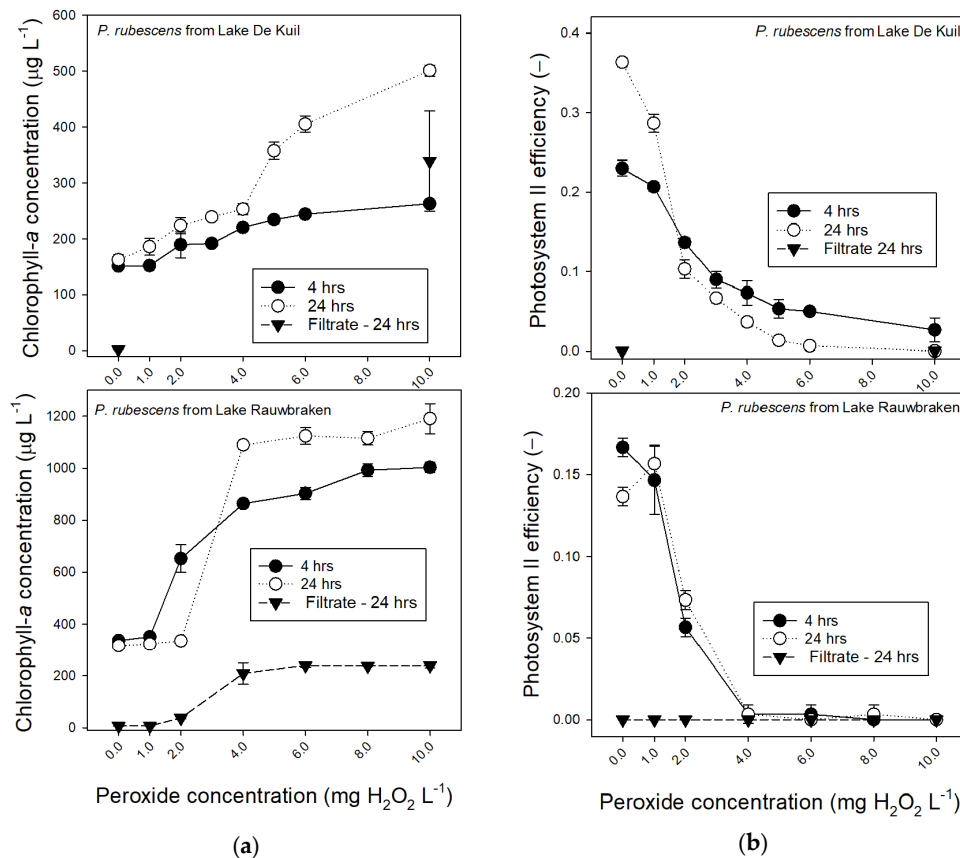 P. rubescens from Lake De Kuil
Chlorophyll-a concentration (µg L⁻¹)
600
500
400
300
200
100
0
4 hrs
24 hrs
Filtrate - 24 hrs
0.0
1.0
2.0
4.0
6.0
10.0
P. rubescens from Lake Rauwbraken
Chlorophyll-a concentration (µg L⁻¹)
1200
1000
800
600
400
200
0
4 hrs
24 hrs
Filtrate - 24 hrs
0.0
1.0
2.0
4.0
6.0
8.0
10.0
Peroxide concentration (mg H₂O₂ L⁻¹)
(a)
P. rubescens from Lake De Kuil
Photosystem II efficiency (–)
0.4
0.3
0.2
0.1
0.0
4 hrs
24 hrs
Filtrate 24 hrs
0.0
1.0
2.0
4.0
6.0
10.0
P. rubescens from Lake Rauwbraken
Photosystem II efficiency (–)
0.20
0.15
0.10
0.05
0.00
4 hrs
24 hrs
Filtrate - 24 hrs
0.0
1.0
2.0
4.0
6.0
8.0
10.0
Peroxide concentration (mg H₂O₂ L⁻¹)
(b)